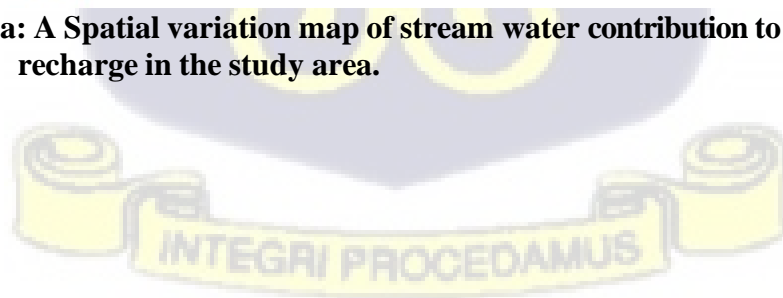 a: A Spatial variation map of stream water contribution to
recharge in the study area.
INTEGRI PROCEDAMUS